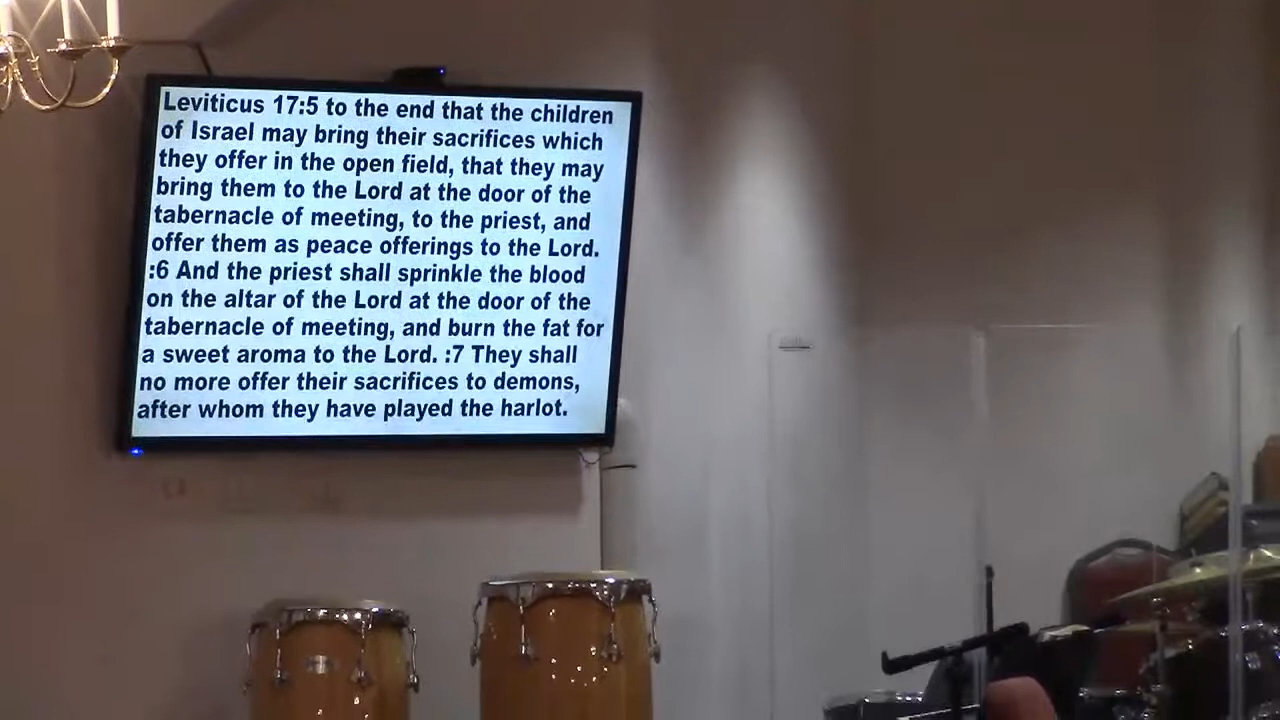 Leviticus 17:5 to the end that the children
of Israel may bring their sacrifices which
they offer in the open field, that they may
bring them to the Lord at the door of the
tabernacle of meeting, to the priest, and
offer them as peace offerings to the Lord.
:6 And the priest shall sprinkle the blood
on the altar of the Lord at the door of the
tabernacle of meeting, and burn the fat for
a sweet aroma to the Lord. :7 They shall
no more offer their sacrifices to demons,
after whom they have played the harlot.